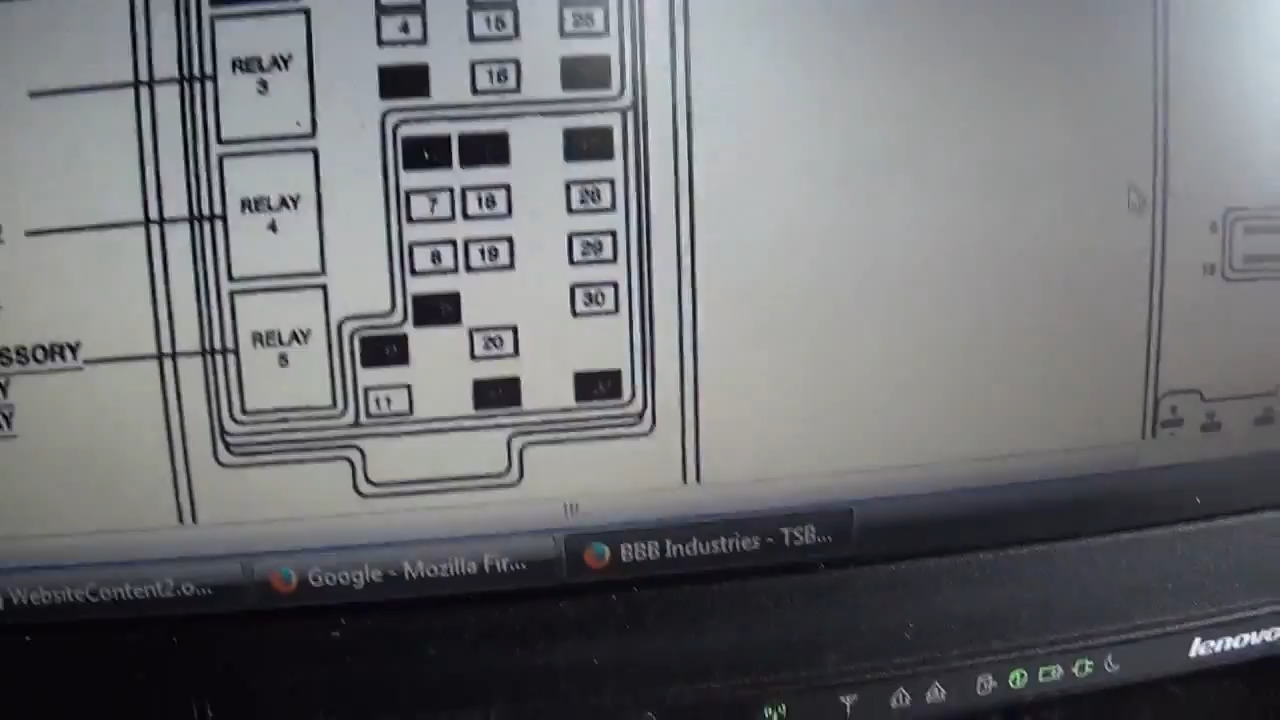 4 15 25
RELAY
3
16
RELAY
4
7 18 28
8 19 29
30
SSORY
RELAY
5
20
11
Y
AY
BBB Industries - TSB...
Google - Mozilla Fir...
WebsiteContent2.o...
lenovo